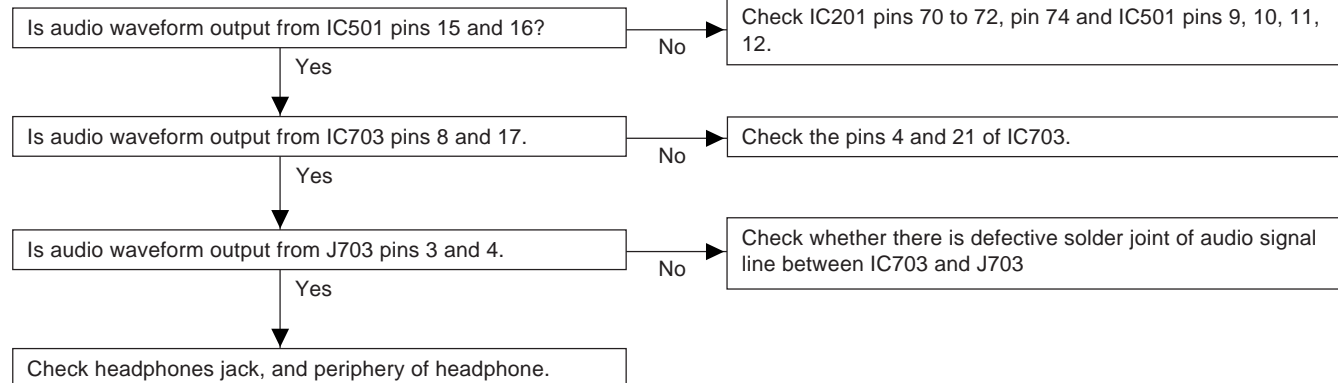 Is audio waveform output from IC501 pins 15 and 16?
No
Check IC201 pins 70 to 72, pin 74 and IC501 pins 9, 10, 11,
12.
Yes
Is audio waveform output from IC703 pins 8 and 17.
No
Check the pins 4 and 21 of IC703.
Yes
Is audio waveform output from J703 pins 3 and 4.
No
Check whether there is defective solder joint of audio signal
line between IC703 and J703
Yes
Check headphones jack, and periphery of headphone.